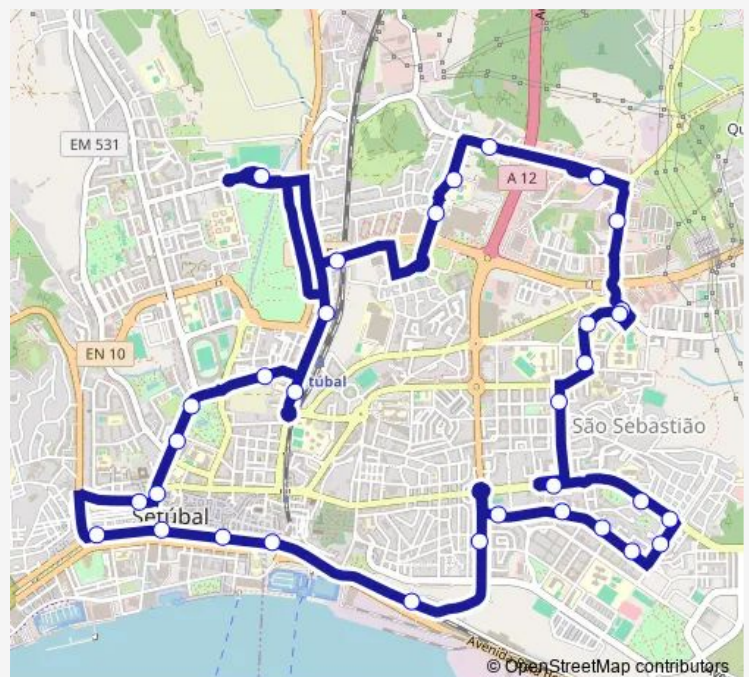 EM 531
Qu
A 12
EN 10
túbal
São Sebastião
Setúbal
Avenida
© OpenStreetMap contributors